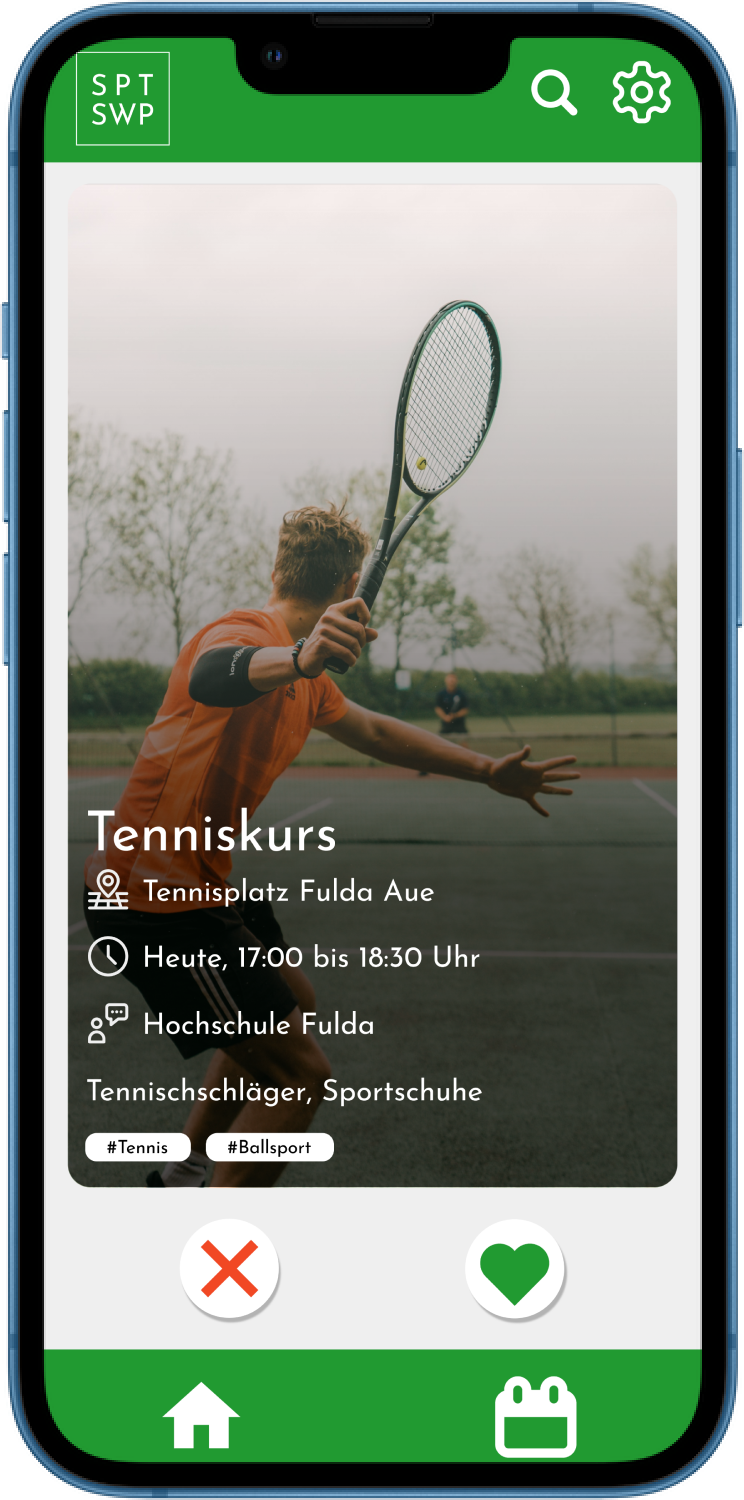 SPT
SWP
Tenniskurs
Tennisplatz Fulda Aue
Heute, 17:00 bis 18:30 Uhr
Hochschule Fulda
Tennischschläger, Sportschuhe
#Tennis #Ballsport